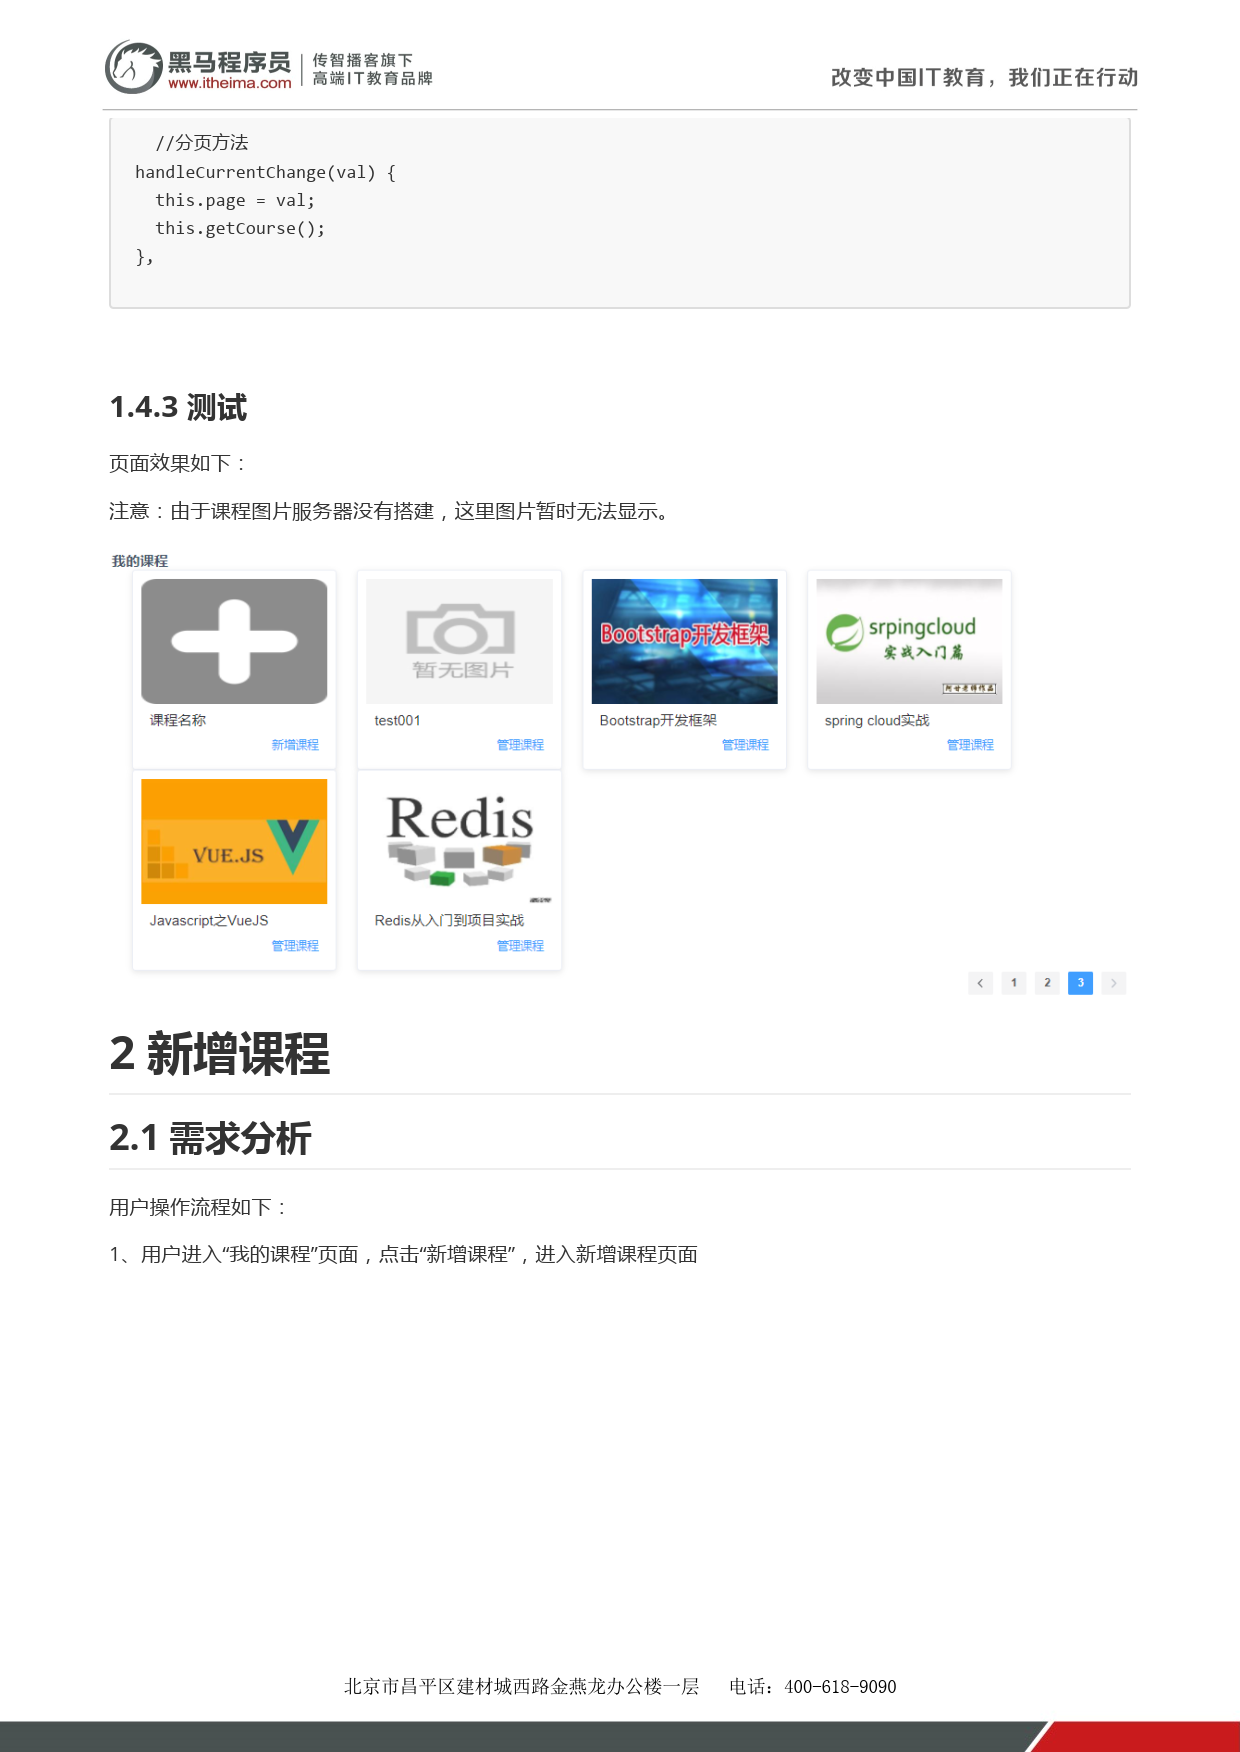 黑马程序员
www.itheima.com
传智播客旗下
高端IT教育品牌
改变中国IT教育，我们正在行动
//分页方法
handleCurrentChange(val) {
this.page = val;
this.getCourse();
},
1.4.3 测试
页面效果如下：
注意：由于课程图片服务器没有搭建，这里图片暂时无法显示。
我的课程
暂无图片
Bootstrap开发框架
srpingcloud
实战入门篇
阿甘老师作品
课程名称
test001
Bootstrap开发框架
spring cloud实战
新增课程
管理课程
管理课程
管理课程
VUE.JS
Redis
Javascript之VueJS
Redis从入门到项目实战
管理课程
管理课程
< 1 2 3 >
2 新增课程
2.1 需求分析
用户操作流程如下：
1、用户进入“我的课程”页面，点击“新增课程”，进入新增课程页面
北京市昌平区建材城西路金燕龙办公楼一层 电话：400-618-9090